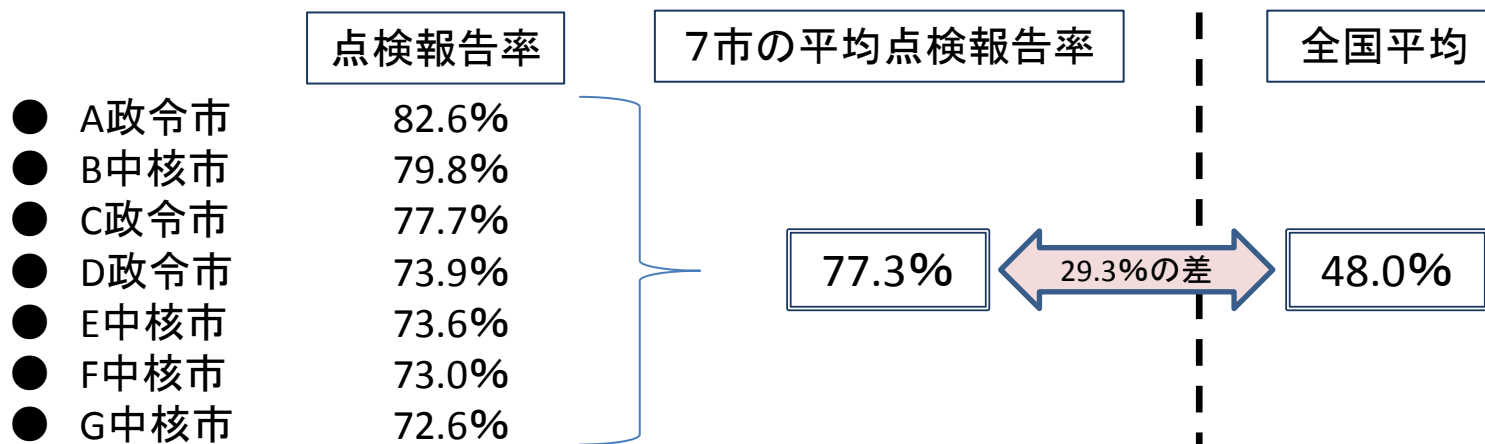 点検報告率 7市の平均点検報告率 全国平均
● A政令市 82.6%
● B中核市 79.8%
● C政令市 77.7%
● D政令市 73.9%
77.3% 29.3%の差 48.0%
● E中核市 73.6%
● F中核市 73.0%
● G中核市 72.6%